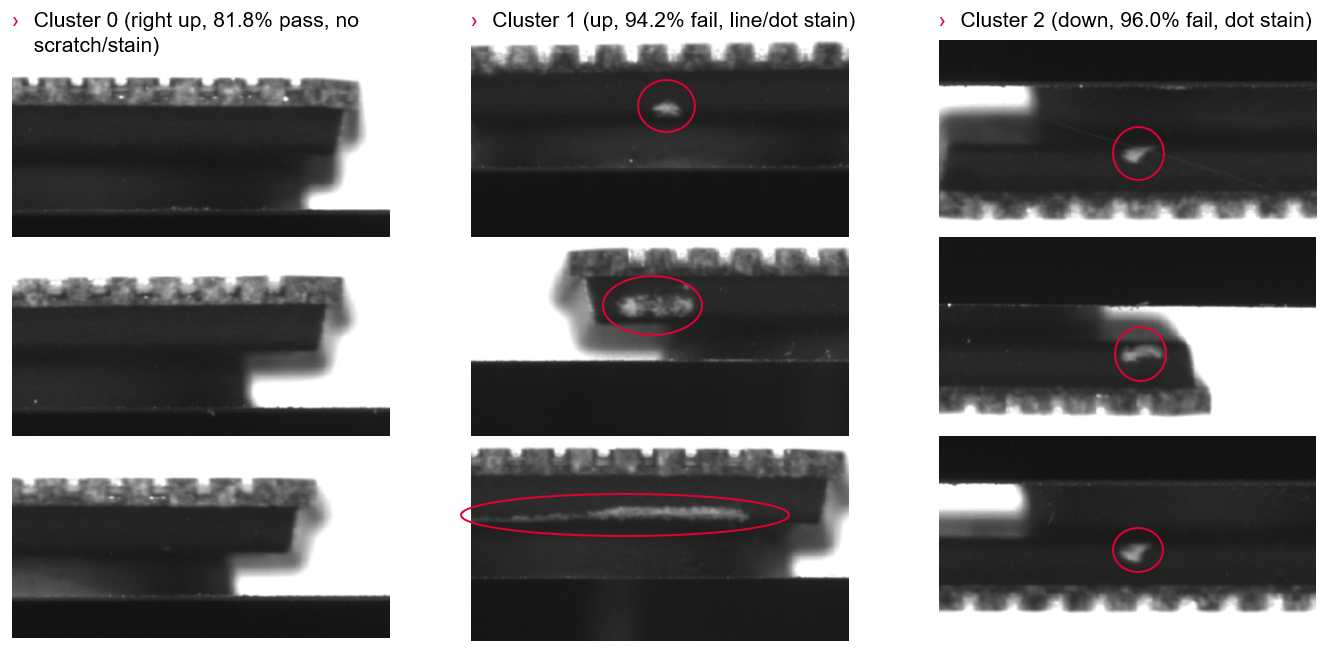 › Cluster 0 (right up, 81.8% pass, no
scratch/stain)
› Cluster 1 (up, 94.2% fail, line/dot stain)
› Cluster 2 (down, 96.0% fail, dot stain)